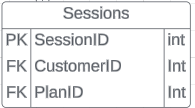 Sessions
PK SessionID int
FK CustomerID Int
FK PlanID Int